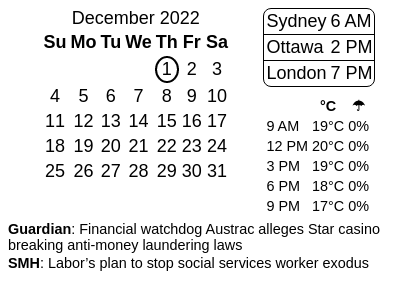 December 2022
Su Mo Tu We Th Fr Sa
1 2 3
4 5 6 7 8 9 10
11 12 13 14 15 16 17
18 19 20 21 22 23 24
25 26 27 28 29 30 31
Sydney 6 AM
Ottawa 2 PM
London 7 PM
°C ☂
9 AM 19°C 0%
12 PM 20°C 0%
3 PM 19°C 0%
6 PM 18°C 0%
9 PM 17°C 0%
Guardian: Financial watchdog Austrac alleges Star casino
breaking anti-money laundering laws
SMH: Labor’s plan to stop social services worker exodus